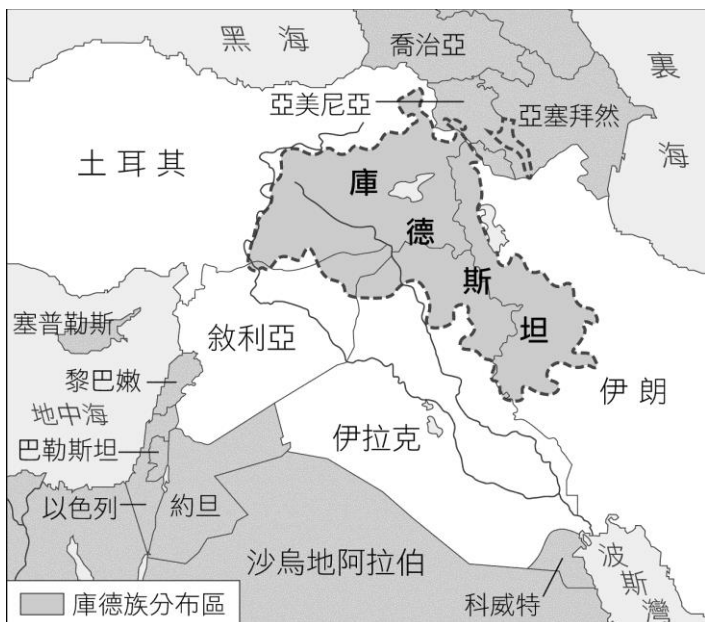 黑海
喬治亞
裏海
亞美尼亞
亞塞拜然
土耳其
庫德斯坦
塞普勒斯
敘利亞
黎巴嫩
伊朗
地中海
伊拉克
巴勒斯坦
以色列
約旦
沙烏地阿拉伯
科威特
波斯灣
庫德族分布區